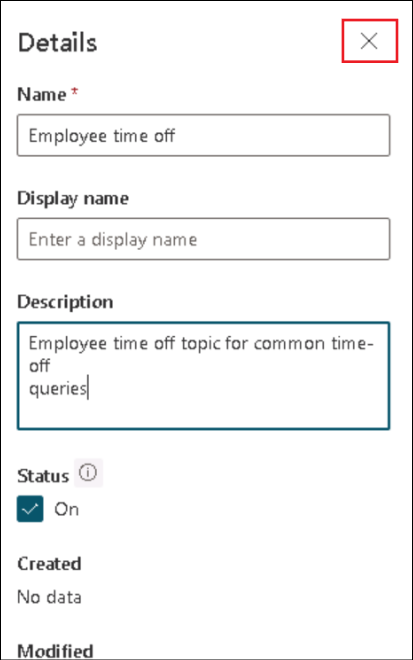 Details
Name *
Employee time off
Display name
Enter a display name
Description
Employee time off topic for common time-
off
queries
Status
On
Created
No data
Modified